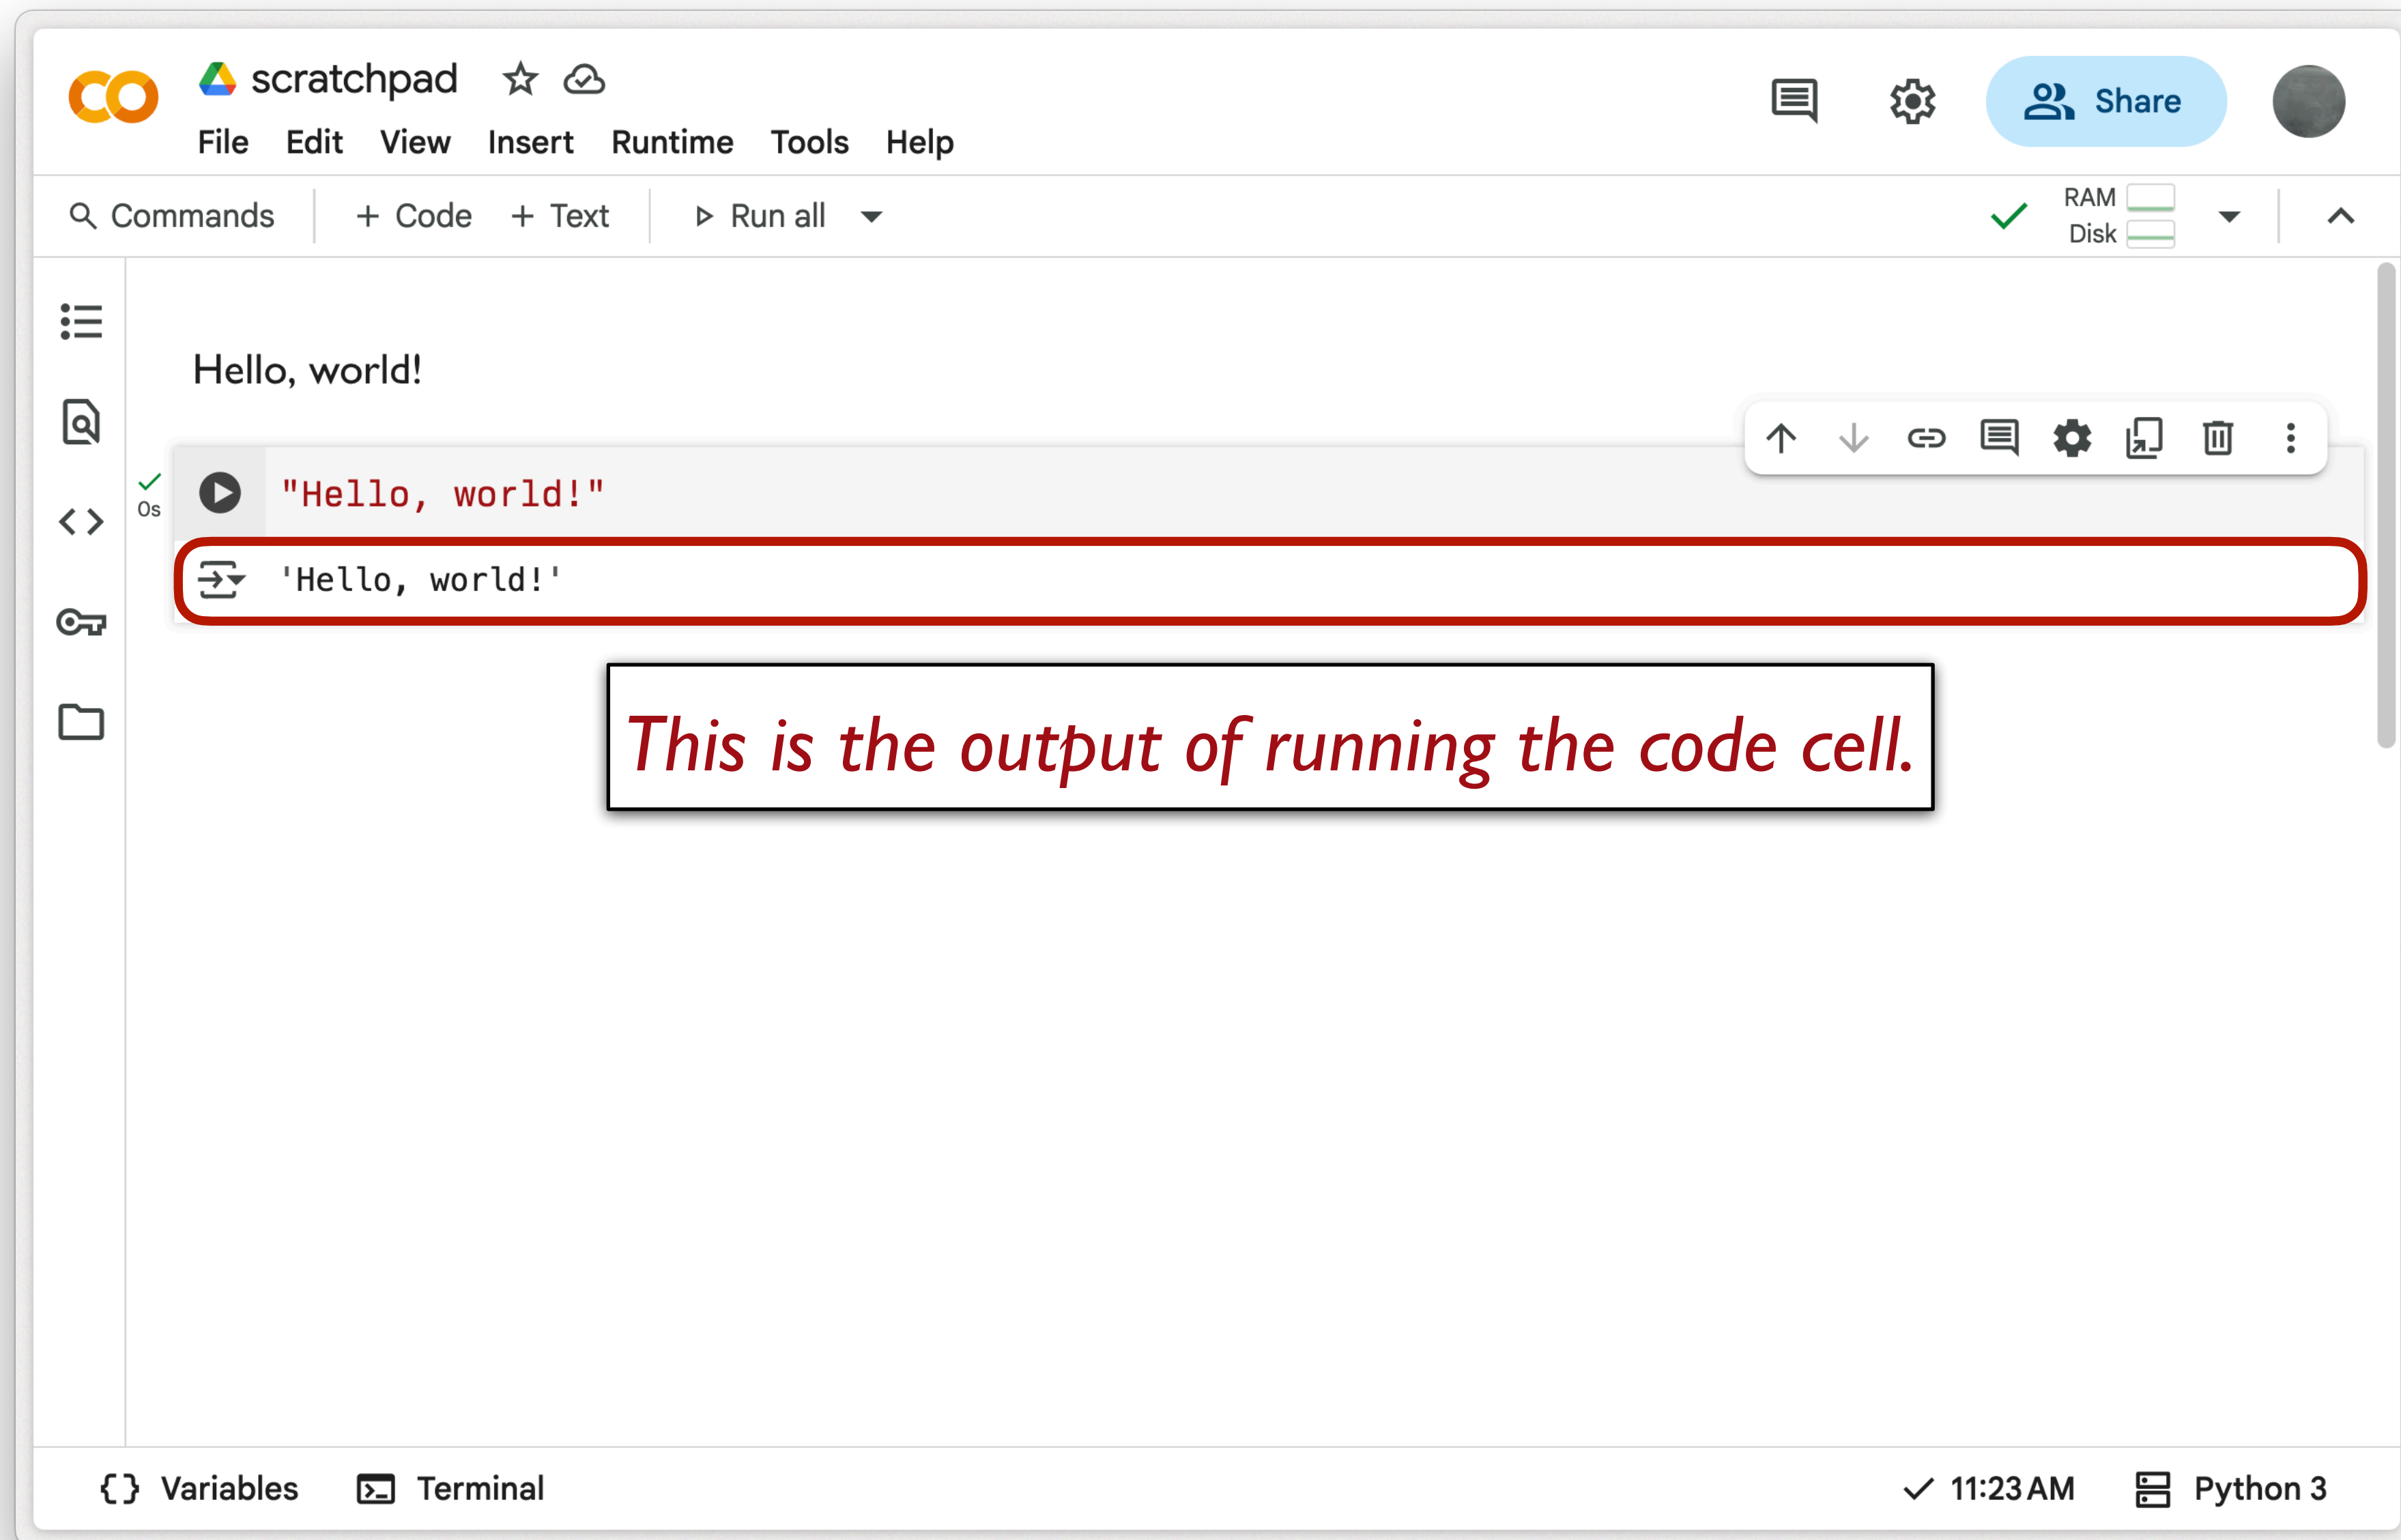 scratchpad
Share
File Edit View Insert Runtime Tools Help
Commands + Code + Text Run all
RAM
Disk
Hello, world!
"Hello, world!"
0s
'Hello, world!'
This is the output of running the code cell.
{} Variables Terminal 11:23 AM Python 3